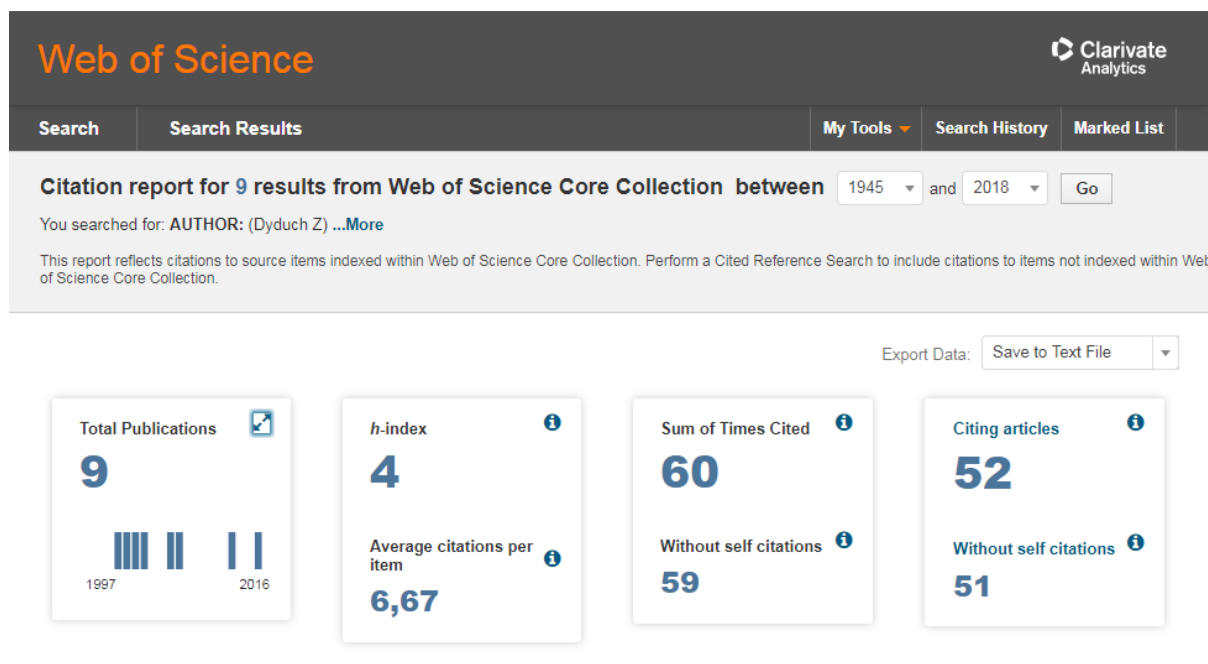 Web of Science
Clarivate
Analytics
Search Search Results My Tools Search History Marked List
Citation report for 9 results from Web of Science Core Collection between 1945 and 2018 Go
You searched for: AUTHOR: (Dyduch Z) ...More
This report reflects citations to source items indexed within Web of Science Core Collection. Perform a Cited Reference Search to include citations to items not indexed within Web
of Science Core Collection.
Export Data: Save to Text File
Total Publications
9
1997 2016
h-index
4
Average citations per
item
6,67
Sum of Times Cited
60
Without self citations
59
Citing articles
52
Without self citations
51